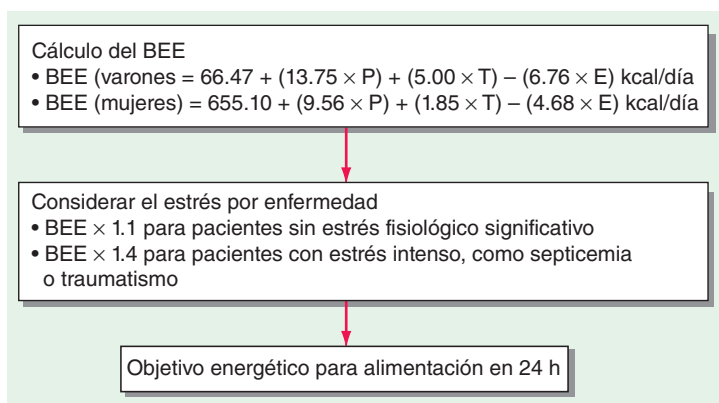 Cálculo del BEE
• BEE (varones = 66.47 + (13.75 × P) + (5.00 × T) – (6.76 × E) kcal/día
• BEE (mujeres) = 655.10 + (9.56 × P) + (1.85 × T) – (4.68 × E) kcal/día
Considerar el estrés por enfermedad
• BEE × 1.1 para pacientes sin estrés fisiológico significativo
• BEE × 1.4 para pacientes con estrés intenso, como septicemia
o traumatismo
Objetivo energético para alimentación en 24 h